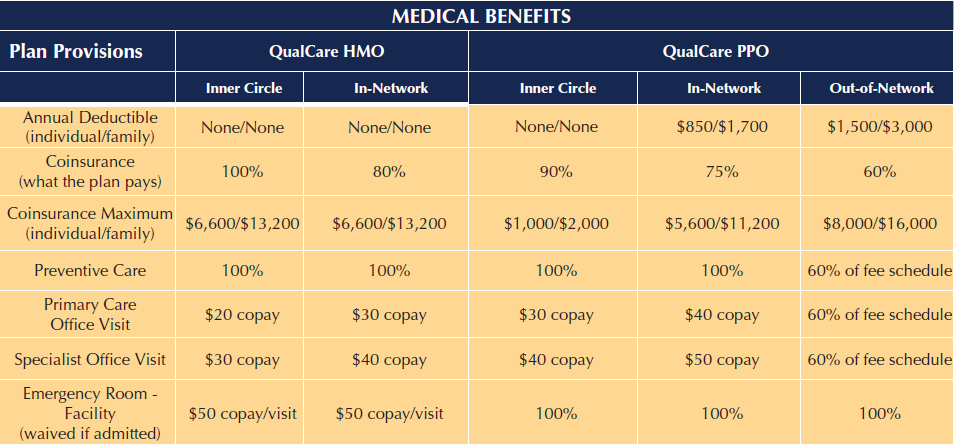 MEDICAL BENEFITS
Plan Provisions QualCare HMO QualCare PPO
Inner Circle In-Network Inner Circle In-Network Out-of-Network
Annual Deductible
(individual/family) None/None None/None None/None $850/$1,700 $1,500/$3,000
Coinsurance
(what the plan pays) 100% 80% 90% 75% 60%
Coinsurance Maximum
(individual/family) $6,600/$13,200 $6,600/$13,200 $1,000/$2,000 $5,600/$11,200 $8,000/$16,000
Preventive Care 100% 100% 100% 100% 60% of fee schedule
Primary Care
Office Visit $20 copay $30 copay $30 copay $40 copay 60% of fee schedule
Specialist Office Visit $30 copay $40 copay $40 copay $50 copay 60% of fee schedule
Emergency Room -
Facility $50 copay/visit $50 copay/visit 100% 100% 100%
(waived if admitted)